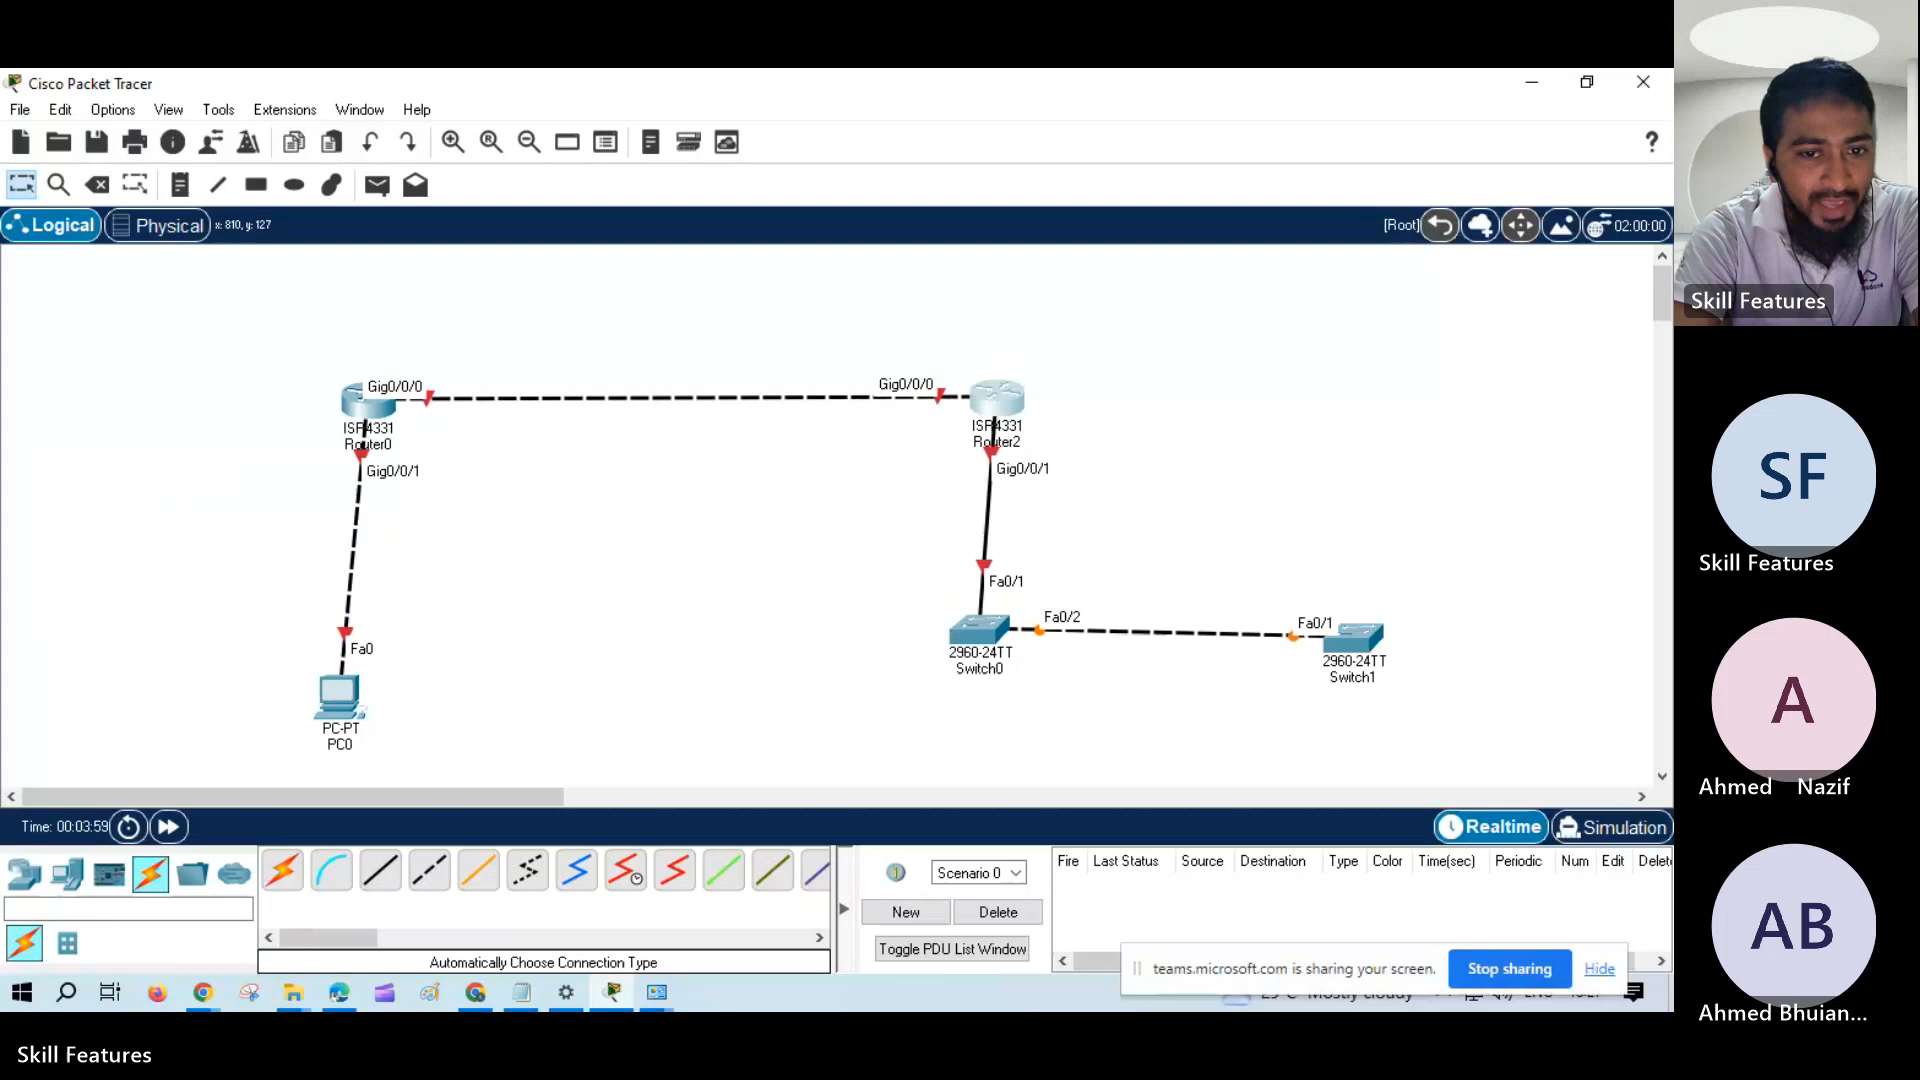 Cisco Packet Tracer
File Edit Options View Tools Extensions Window Help
Logical Physical x: 810, y: 127
[Root] 02:00:00
Gig0/0/0
ISR4331
Router0
Gig0/0/1
Fa0
PC-PT
PC0
Gig0/0/0
ISR4331
Router2
Gig0/0/1
Fa0/1
Fa0/2
2960-24TT
Switch0
Fa0/1
2960-24TT
Switch1
Time: 00:03:59
Realtime Simulation
Scenario 0
New Delete
Toggle PDU List Window
Fire Last Status Source Destination Type Color Time(sec) Periodic Num Edit Delete
Automatically Choose Connection Type
teams.microsoft.com is sharing your screen. Stop sharing Hide
Skill Features
SF
Skill Features
A
Ahmed Nazif
AB
Ahmed Bhuian...
Skill Features